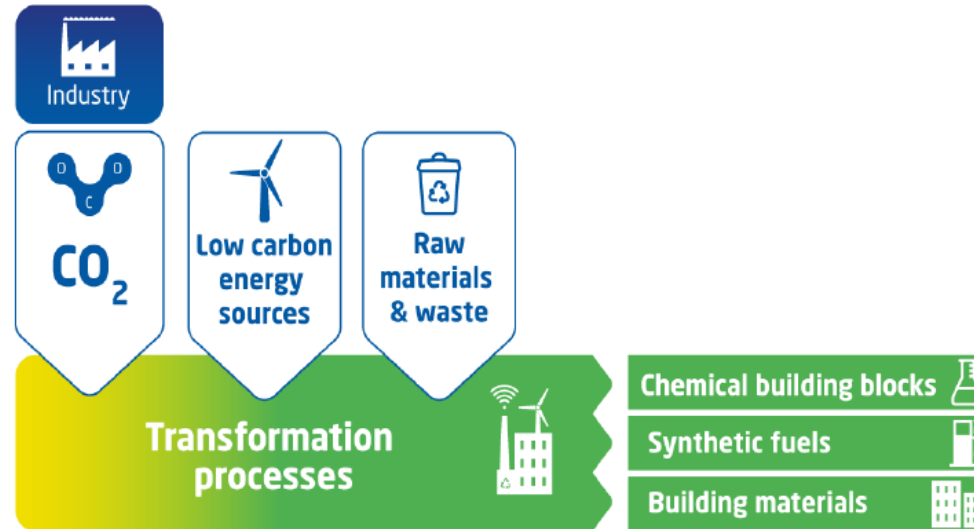 Industry
D D
C
CO₂
Low carbon
energy
sources
Raw
materials
& waste
Transformation
processes
Chemical building blocks
Synthetic fuels
Building materials